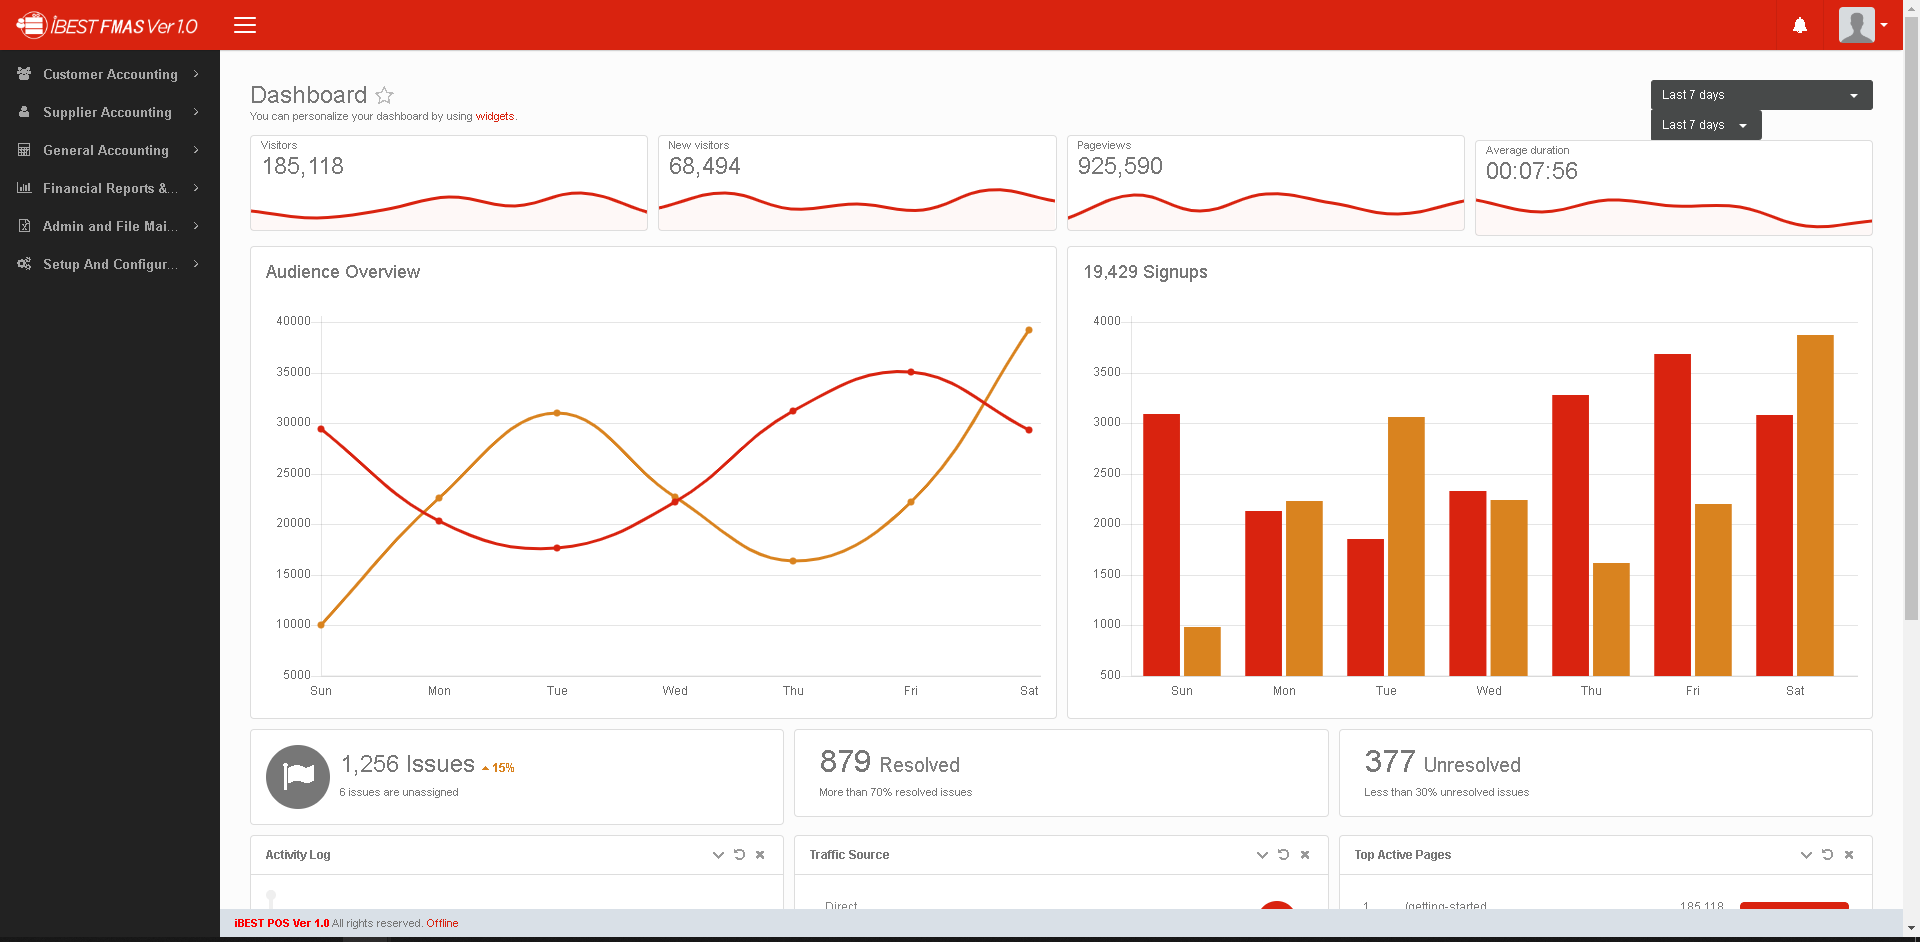 iBEST FMAS Ver 1.0
Customer Accounting
Supplier Accounting
General Accounting
Financial Reports &...
Admin and File Mai...
Setup And Configur...
Dashboard
You can personalize your dashboard by using widgets.
Last 7 days
Last 7 days
Visitors
185,118
New visitors
68,494
Pageviews
925,590
Average duration
00:07:56
Audience Overview
40000
35000
30000
25000
20000
15000
10000
5000
Sun Mon Tue Wed Thu Fri Sat
19,429 Signups
4000
3500
3000
2500
2000
1500
1000
500
Sun Mon Tue Wed Thu Fri Sat
1,256 Issues 15%
6 issues are unassigned
879 Resolved
More than 70% resolved issues
377 Unresolved
Less than 30% unresolved issues
Activity Log
Traffic Source
Direct
Top Active Pages
1 /getting-started 185,118
iBEST POS Ver 1.0 All rights reserved. Offline